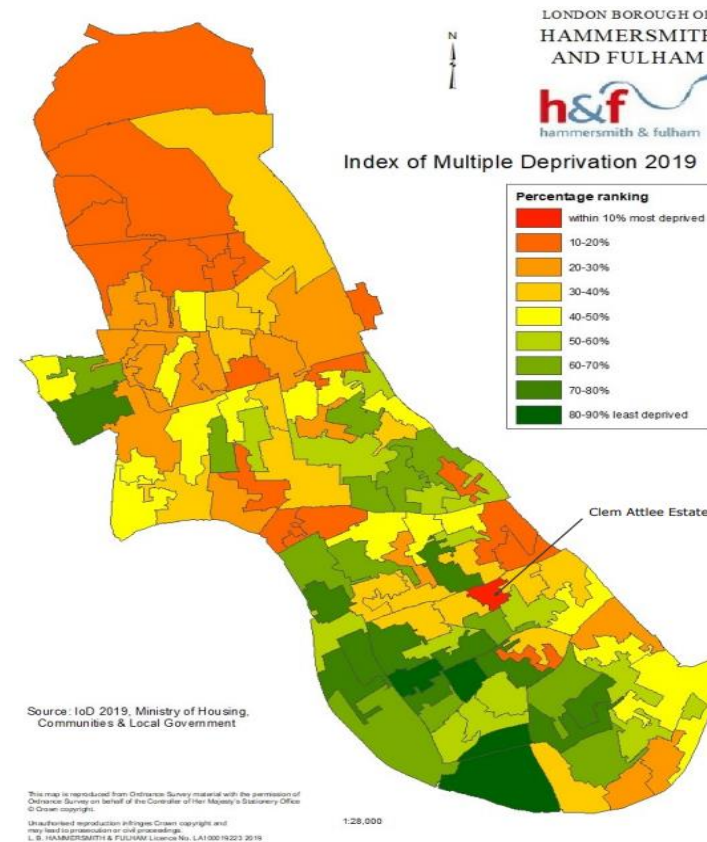 LONDON BOROUGH OF
HAMMERSMITH
AND FULHAM
N
h&f
hammersmith & fulham
Index of Multiple Deprivation 2019
Percentage ranking
within 10% most deprived
10-20%
20-30%
30-40%
40-50%
50-60%
60-70%
70-80%
80-90% least deprived
Clem Attlee Estate
Source: IoD 2019, Ministry of Housing,
Communities & Local Government
This map is reproduced from Ordnance Survey material with the permission of
Ordnance Survey on behalf of the Controller of Her Majesty's Stationery Office
© Crown copyright.
Unauthorised reproduction infringes Crown copyright and
may lead to prosecution or civil proceedings.
L. B. HAMMERSMITH & FULHAM Licence No. LA100019223 2019
1:28,000